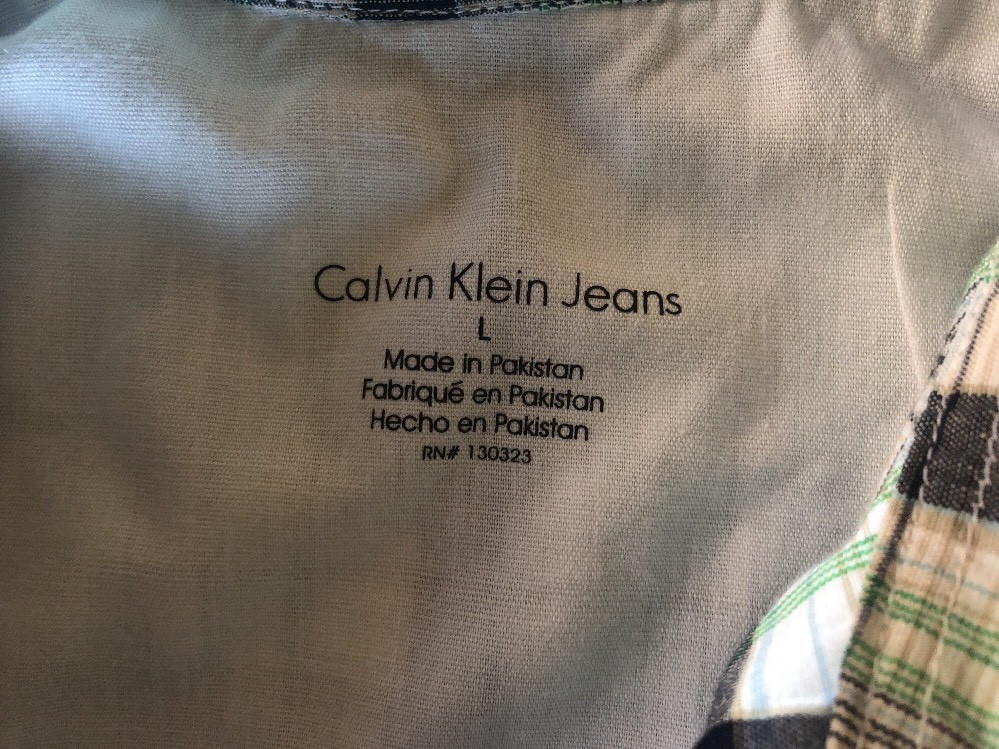 Calvin Klein Jeans
L
Made in Pakistan
Fabriqué en Pakistan
Hecho en Pakistan
RN# 130323